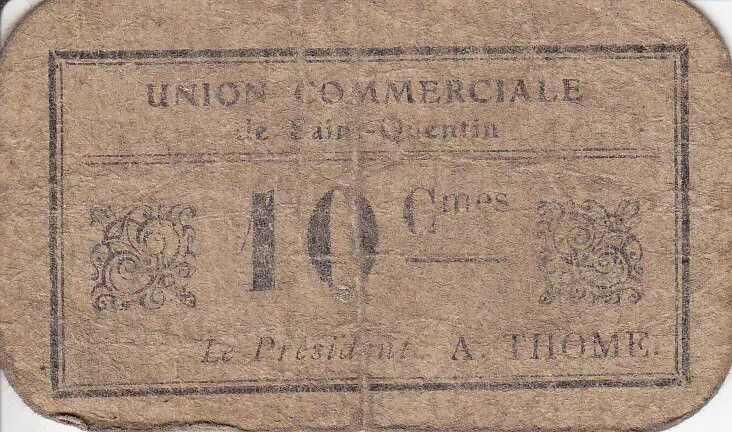 UNION COMMERCIALE
de Saint-Quentin
10 Cmes
Le Président A. THOME.